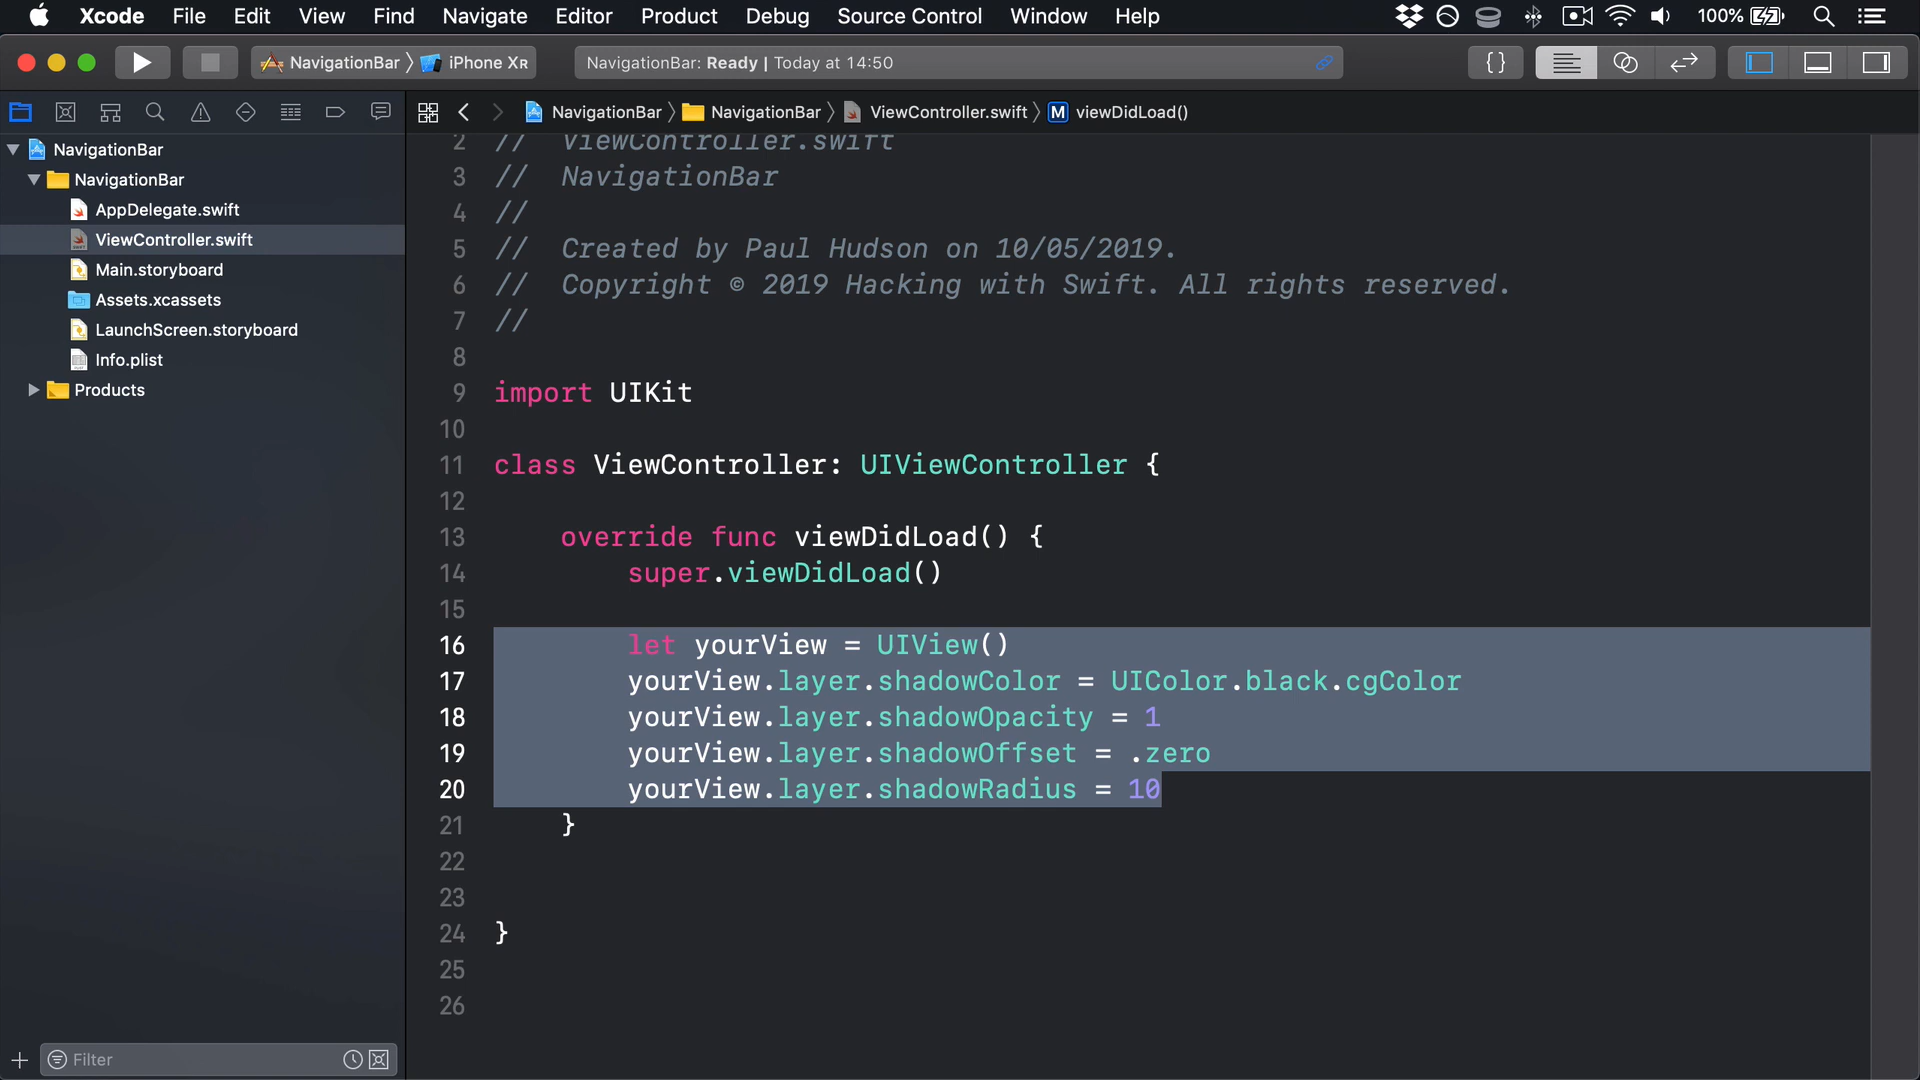 Xcode File Edit View Find Navigate Editor Product Debug Source Control Window Help 100%
NavigationBar iPhone XR NavigationBar: Ready | Today at 14:50 {}
NavigationBar NavigationBar ViewController.swift M viewDidLoad()
NavigationBar
NavigationBar
AppDelegate.swift
ViewController.swift
Main.storyboard
Assets.xcassets
LaunchScreen.storyboard
Info.plist
Products
Filter
2 // ViewController.swift
3 // NavigationBar
4 //
5 // Created by Paul Hudson on 10/05/2019.
6 // Copyright © 2019 Hacking with Swift. All rights reserved.
7 //
8
9 import UIKit
10
11 class ViewController: UIViewController {
12
13 override func viewDidLoad() {
14 super.viewDidLoad()
15
16 let yourView = UIView()
17 yourView.layer.shadowColor = UIColor.black.cgColor
18 yourView.layer.shadowOpacity = 1
19 yourView.layer.shadowOffset = .zero
20 yourView.layer.shadowRadius = 10
21 }
22
23
24 }
25
26